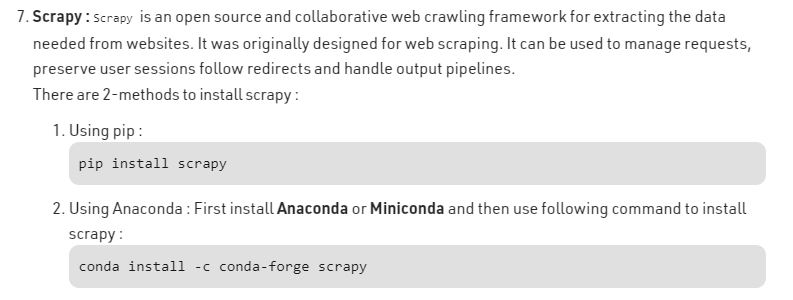 7. Scrapy : Scrapy is an open source and collaborative web crawling framework for extracting the data
needed from websites. It was originally designed for web scraping. It can be used to manage requests,
preserve user sessions follow redirects and handle output pipelines.
There are 2-methods to install scrapy :
1. Using pip :
pip install scrapy
2. Using Anaconda : First install Anaconda or Miniconda and then use following command to install
scrapy :
conda install -c conda-forge scrapy